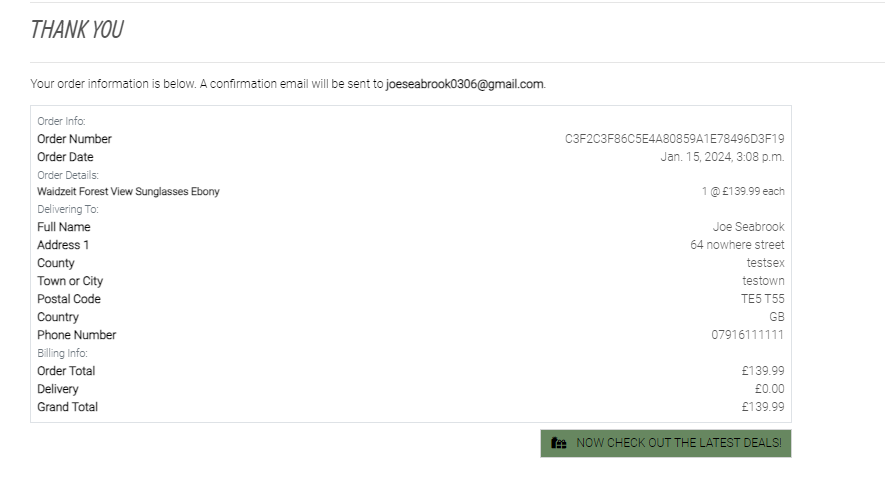 THANK YOU
Your order information is below. A confirmation email will be sent to joeseabrook0306@gmail.com.
Order Info:
Order Number C3F2C3F86C5E4A80859A1E78496D3F19
Order Date Jan. 15, 2024, 3:08 p.m.
Order Details:
Waidzeit Forest View Sunglasses Ebony 1 @ £139.99 each
Delivering To:
Full Name Joe Seabrook
Address 1 64 nowhere street
County testsex
Town or City testown
Postal Code TE5 T55
Country GB
Phone Number 07916111111
Billing Info:
Order Total £139.99
Delivery £0.00
Grand Total £139.99
NOW CHECK OUT THE LATEST DEALS!